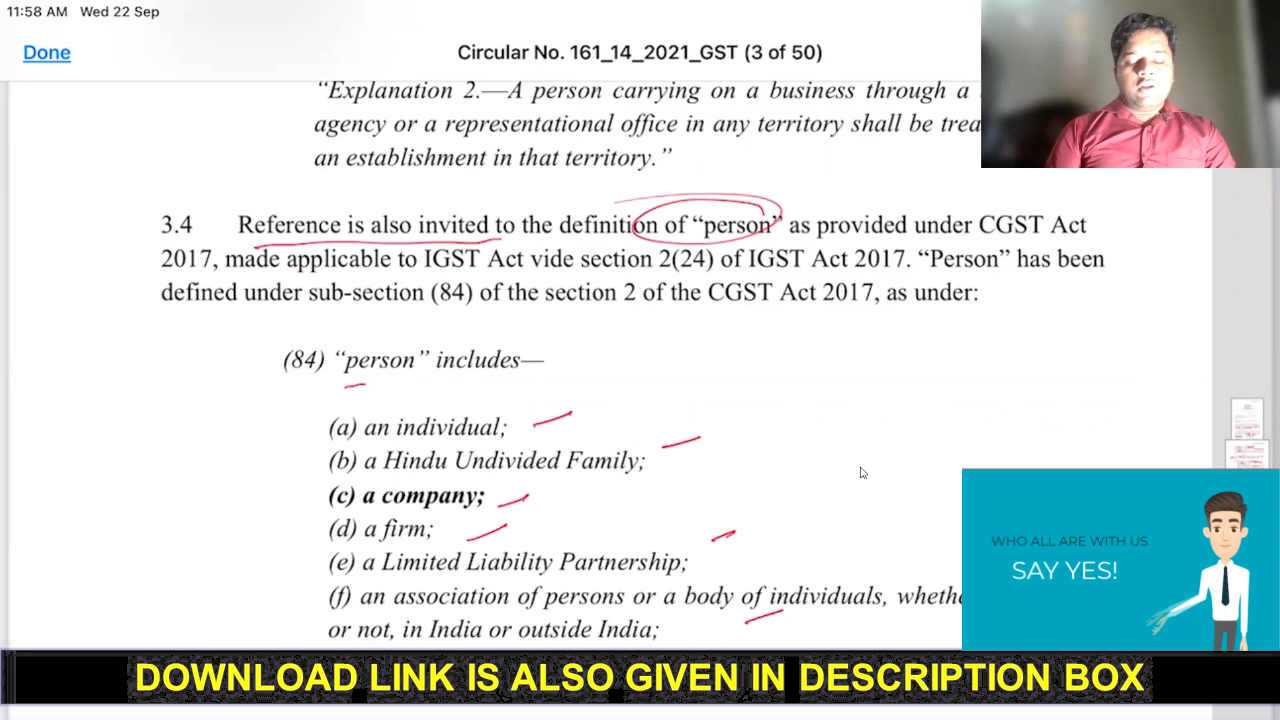 11:58 AM Wed 22 Sep
Done
Circular No. 161_14_2021_GST (3 of 50)
“Explanation 2.—A person carrying on a business through a
agency or a representational office in any territory shall be
an establishment in that territory.”
3.4 Reference is also invited to the definition of “person” as provided under CGST Act
2017, made applicable to IGST Act vide section 2(24) of IGST Act 2017. “Person” has been
defined under sub-section (84) of the section 2 of the CGST Act 2017, as under:
(84) “person” includes—
(a) an individual;
(b) a Hindu Undivided Family;
(c) a company;
(d) a firm;
(e) a Limited Liability Partnership;
(f) an association of persons or a body of individuals,
or not, in India or outside India;
WHO ALL ARE WITH US
SAY YES!
DOWNLOAD LINK IS ALSO GIVEN IN DESCRIPTION BOX